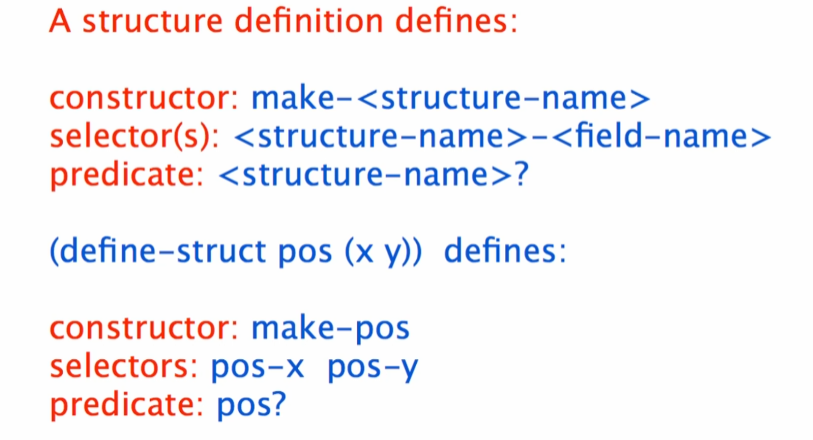 A structure definition defines:
constructor: make-<structure-name>
selector(s): <structure-name>-<field-name>
predicate: <structure-name>?
(define-struct pos (x y))  defines:
constructor: make-pos
selectors: pos-x  pos-y
predicate: pos?